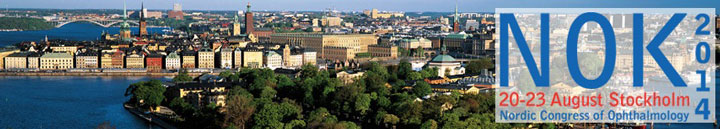 NOK
2014
20-23 August Stockholm
Nordic Congress of Ophthalmology